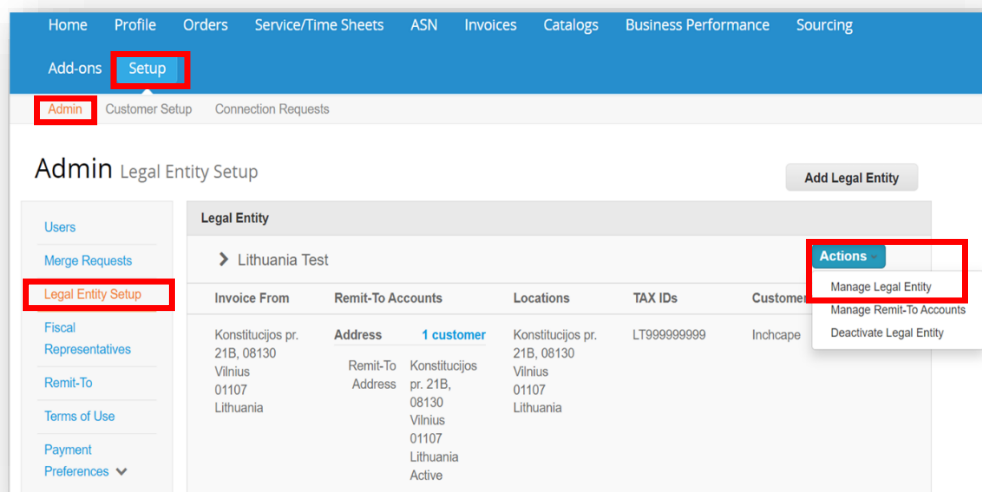 Home Profile Orders Service/Time Sheets ASN Invoices Catalogs Business Performance Sourcing
Add-ons Setup
Admin Customer Setup Connection Requests
Admin Legal Entity Setup
Add Legal Entity
Users
Merge Requests
Legal Entity Setup
Fiscal
Representatives
Remit-To
Terms of Use
Payment
Preferences
Legal Entity
Lithuania Test
Actions
Manage Legal Entity
Manage Remit-To Accounts
Deactivate Legal Entity
Invoice From Remit-To Accounts Locations TAX IDs Customer
Konstitucijos pr.
21B, 08130
Vilnius
01107
Lithuania
Address 1 customer
Remit-To
Address
Konstitucijos
pr. 21B,
08130
Vilnius
01107
Lithuania
Active
Konstitucijos pr.
21B, 08130
Vilnius
01107
Lithuania
LT999999999
Inchcape